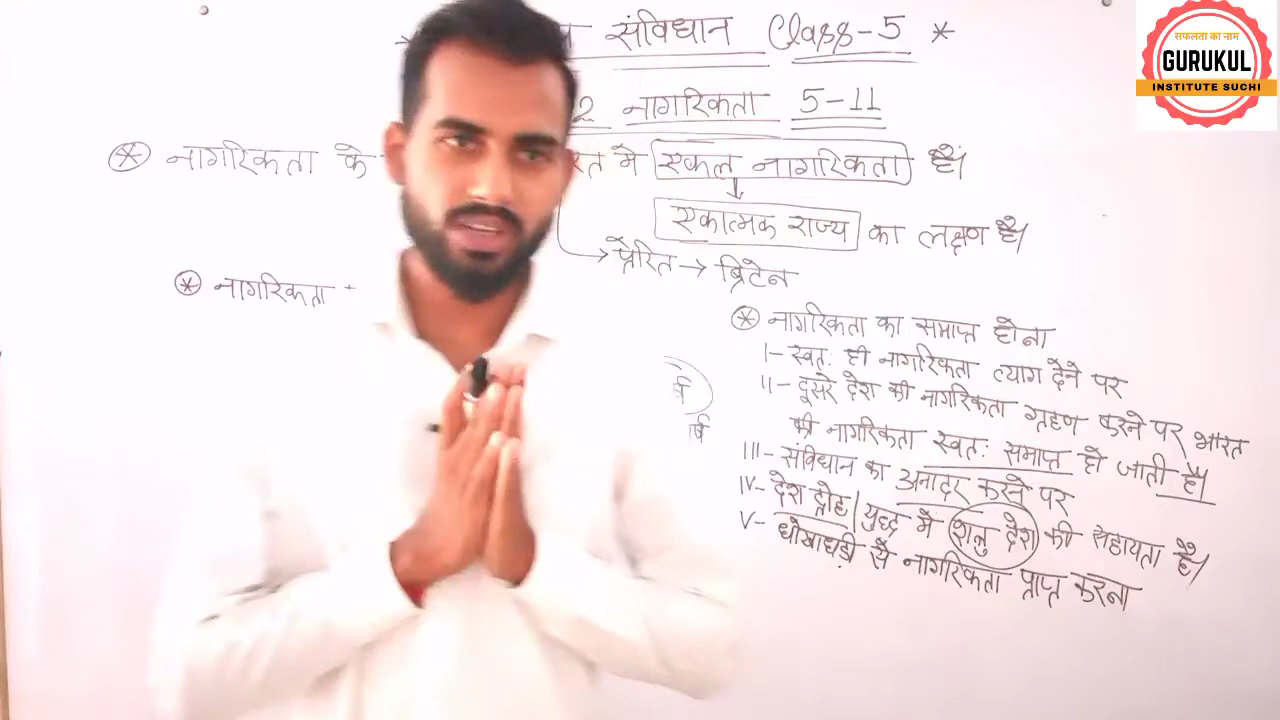 संविधान Class-5 *
2 नागरिकता 5-11
नागरिकता के
रत में एकल नागरिकता है।
एकात्मक राज्य का लक्षण है।
→ प्रेरित → ब्रिटेन
नागरिकता -
नागरिकता का समाप्त होना
I- स्वत: ही नागरिकता त्याग देने पर
II- दूसरे देश की नागरिकता ग्रहण करने पर भारत
की नागरिकता स्वत: समाप्त हो जाती है।
III- संविधान का अनादर करने पर
IV- देश द्रोह / युद्ध में शत्रु देश की सहायता है।
V- धोखाधड़ी से नागरिकता प्राप्त करना
सफलता का नाम
GURUKUL
INSTITUTE SUCHI